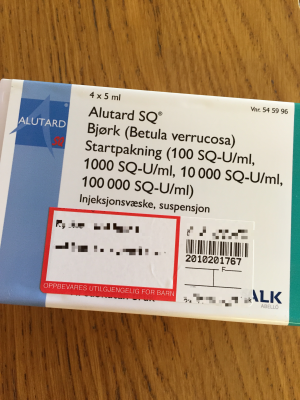 4 x 5 ml
Vnr. 54 59 96
Alutard SQ®
ALUTARD
Bjørk (Betula verrucosa)
Startpakning (100 SQ-U/ml,
1000 SQ-U/ml, 10 000 SQ-U/ml,
100 000 SQ-U/ml)
Injeksjonsvæske, suspensjon
2010201767
F
OPPBEVARES UTILGJENGELIG FOR BARN
ALK
ABELLO